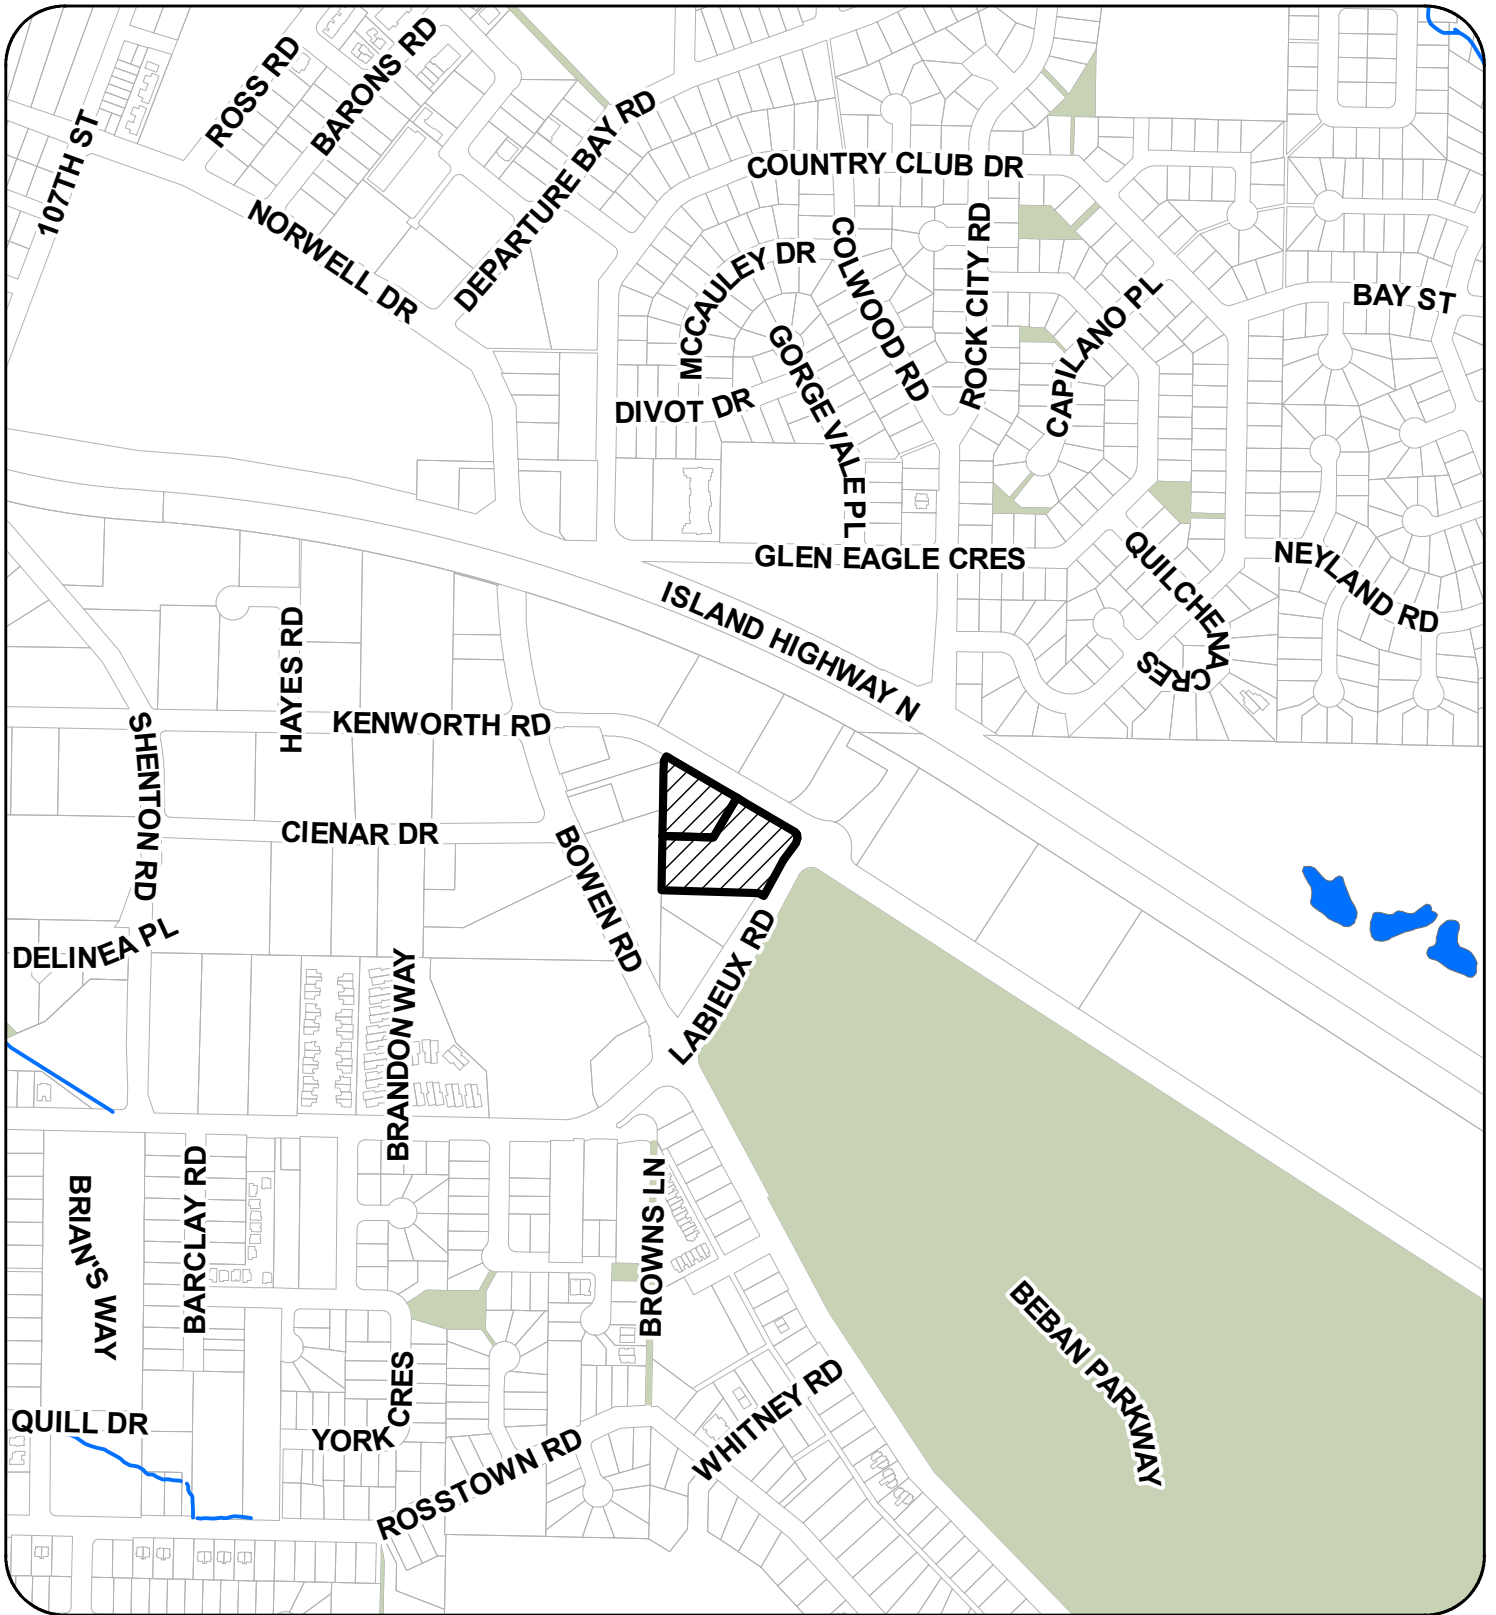 ROSS RD
BARONS RD
107TH ST
DEPARTURE BAY RD
COUNTRY CLUB DR
NORWELL DR
MCCAULEY DR
COLWOOD RD
ROCK CITY RD
CAPILANO PL
BAY ST
GORGE VALE PL
DIVOT DR
GLEN EAGLE CRES
QUILCHENA
CRES
NEYLAND RD
ISLAND HIGHWAY N
HAYES RD
KENWORTH RD
SHENTON RD
CIENAR DR
BOWEN RD
DELINEA PL
BRANDON WAY
LABIEUX RD
BRIAN'S WAY
BARCLAY RD
BROWNS LN
BEBAN PARKWAY
QUILL DR
YORK CRES
ROSSTOWN RD
WHITNEY RD